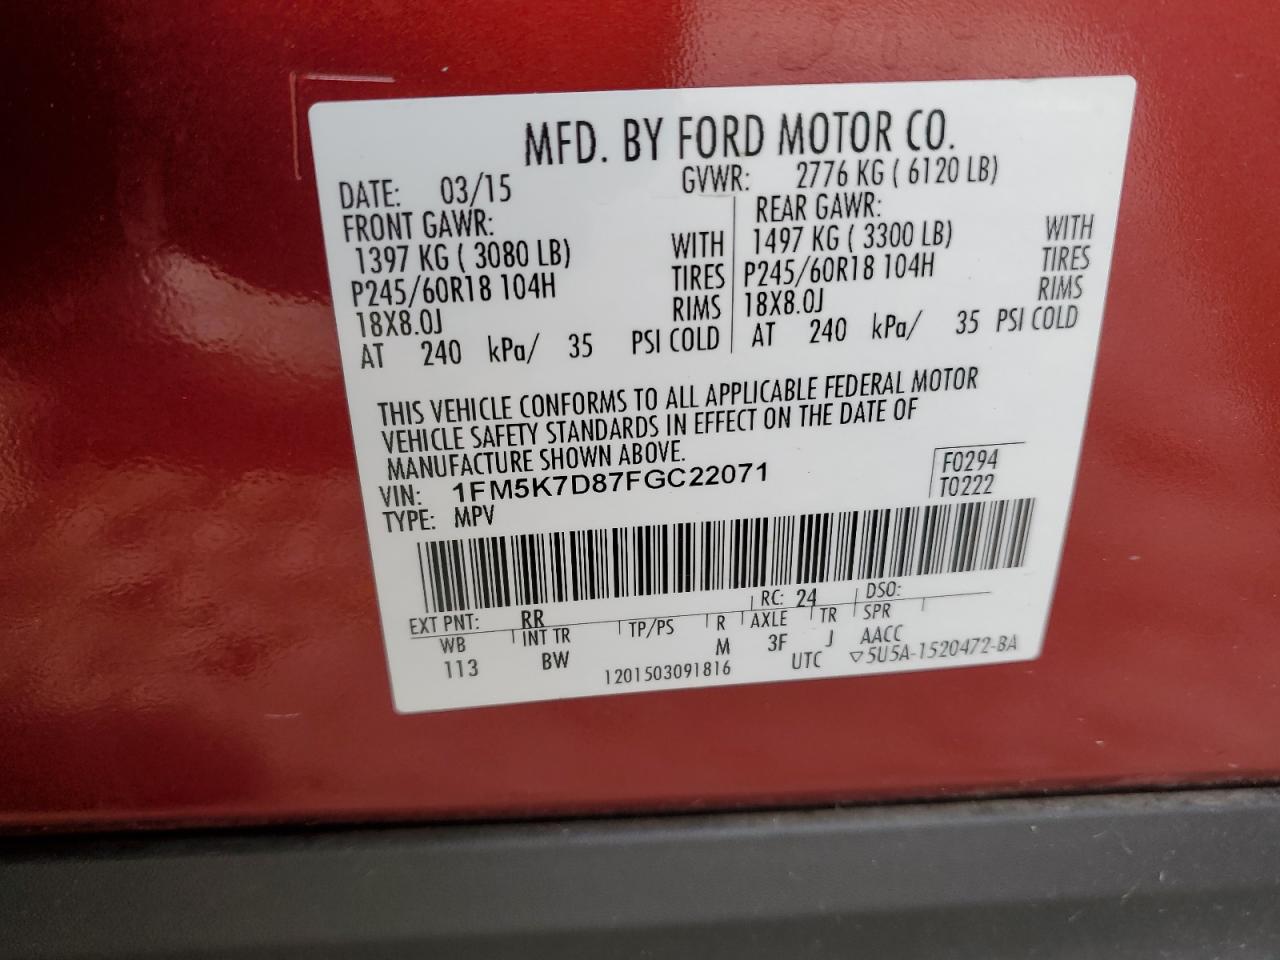 MFD. BY FORD MOTOR CO.
DATE: 03/15 GVWR: 2776 KG ( 6120 LB)
FRONT GAWR: REAR GAWR:
1397 KG ( 3080 LB) WITH 1497 KG ( 3300 LB) WITH
P245/60R18 104H TIRES P245/60R18 104H TIRES
18X8.0J RIMS 18X8.0J RIMS
AT 240 kPa/ 35 PSI COLD AT 240 kPa/ 35 PSI COLD
THIS VEHICLE CONFORMS TO ALL APPLICABLE FEDERAL MOTOR
VEHICLE SAFETY STANDARDS IN EFFECT ON THE DATE OF
MANUFACTURE SHOWN ABOVE.
VIN: 1FM5K7D87FGC22071 F0294
TYPE: MPV T0222
EXT PNT: RR RC: 24 DSO:
WB INT TR TP/PS R AXLE TR SPR
113 BW M 3F J AACC
1201503091816 UTC ▽5U5A-1520472-BA